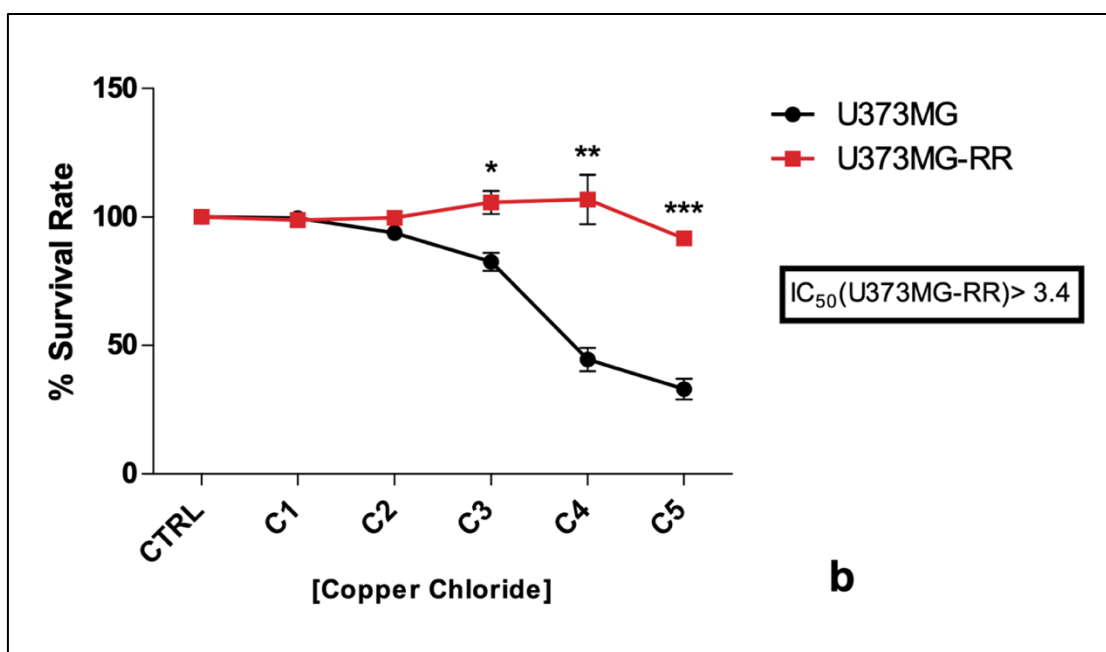 150
100
50
0
% Survival Rate
*
**
***
CTRL
C1
C2
C3
C4
C5
[Copper Chloride]
U373MG
U373MG-RR
IC₅₀(U373MG-RR)> 3.4
b